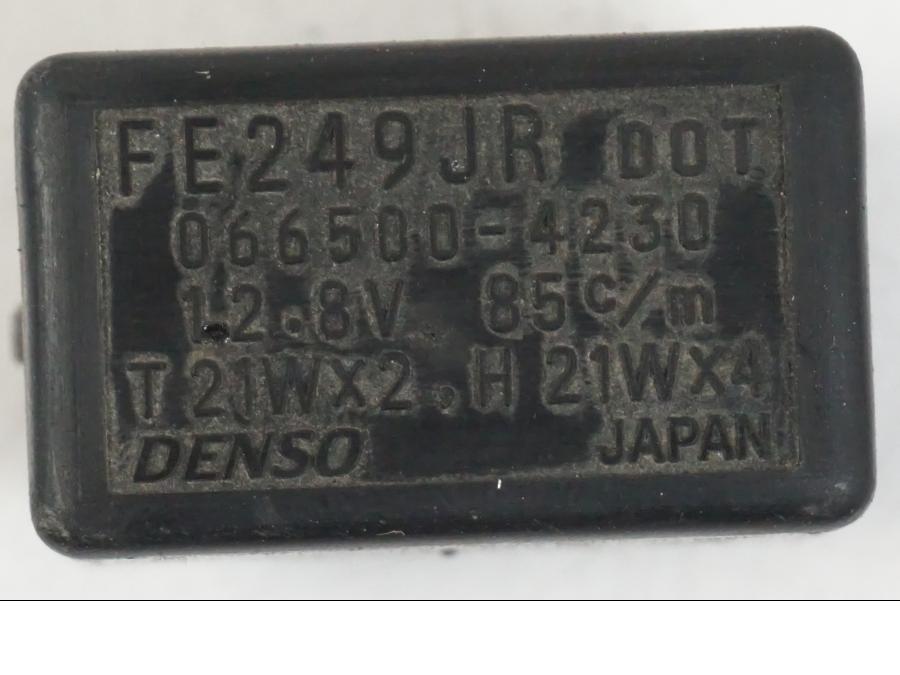 FE249JR DOT
066500-4230
12.8V 85c/m
T 21WX2.H 21WX4
DENSO JAPAN